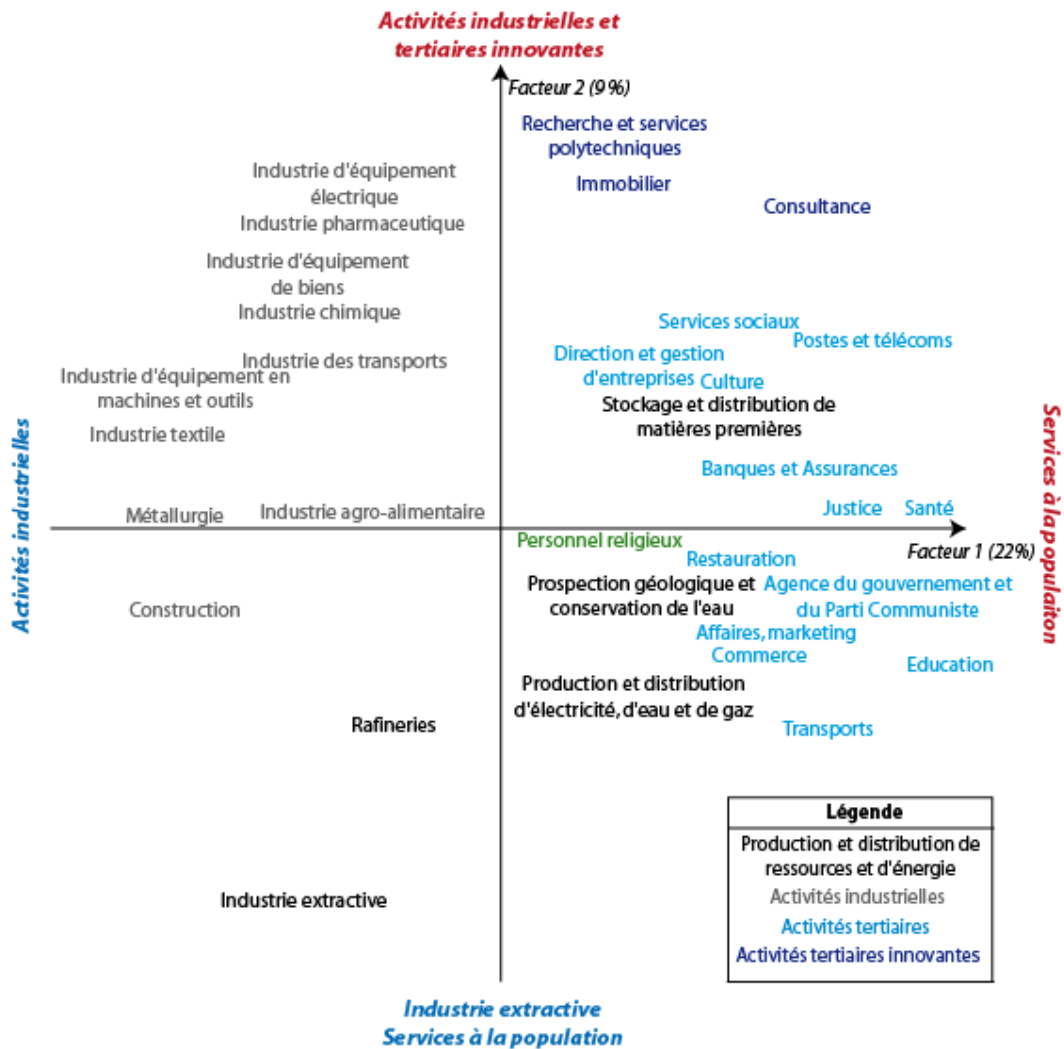 Activités industrielles et
tertiaires innovantes
Facteur 2 (9 %)
Recherche et services
polytechniques
Immobilier
Consultance
Industrie d'équipement
électrique
Industrie pharmaceutique
Industrie d'équipement
de biens
Industrie chimique
Industrie des transports
Industrie d'équipement en
machines et outils
Industrie textile
Métallurgie
Industrie agro-alimentaire
Services sociaux
Postes et télécoms
Direction et gestion
d'entreprises
Culture
Stockage et distribution de
matières premières
Banques et Assurances
Justice
Santé
Activités industrielles
Services à la populaiton
Facteur 1 (22%)
Personnel religieux
Restauration
Prospection géologique et
conservation de l'eau
Agence du gouvernement et
du Parti Communiste
Affaires, marketing
Commerce
Education
Production et distribution
d'électricité, d'eau et de gaz
Transports
Construction
Rafineries
Industrie extractive
Légende
Production et distribution de
ressources et d'énergie
Activités industrielles
Activités tertiaires
Activités tertiaires innovantes
Industrie extractive
Services à la population